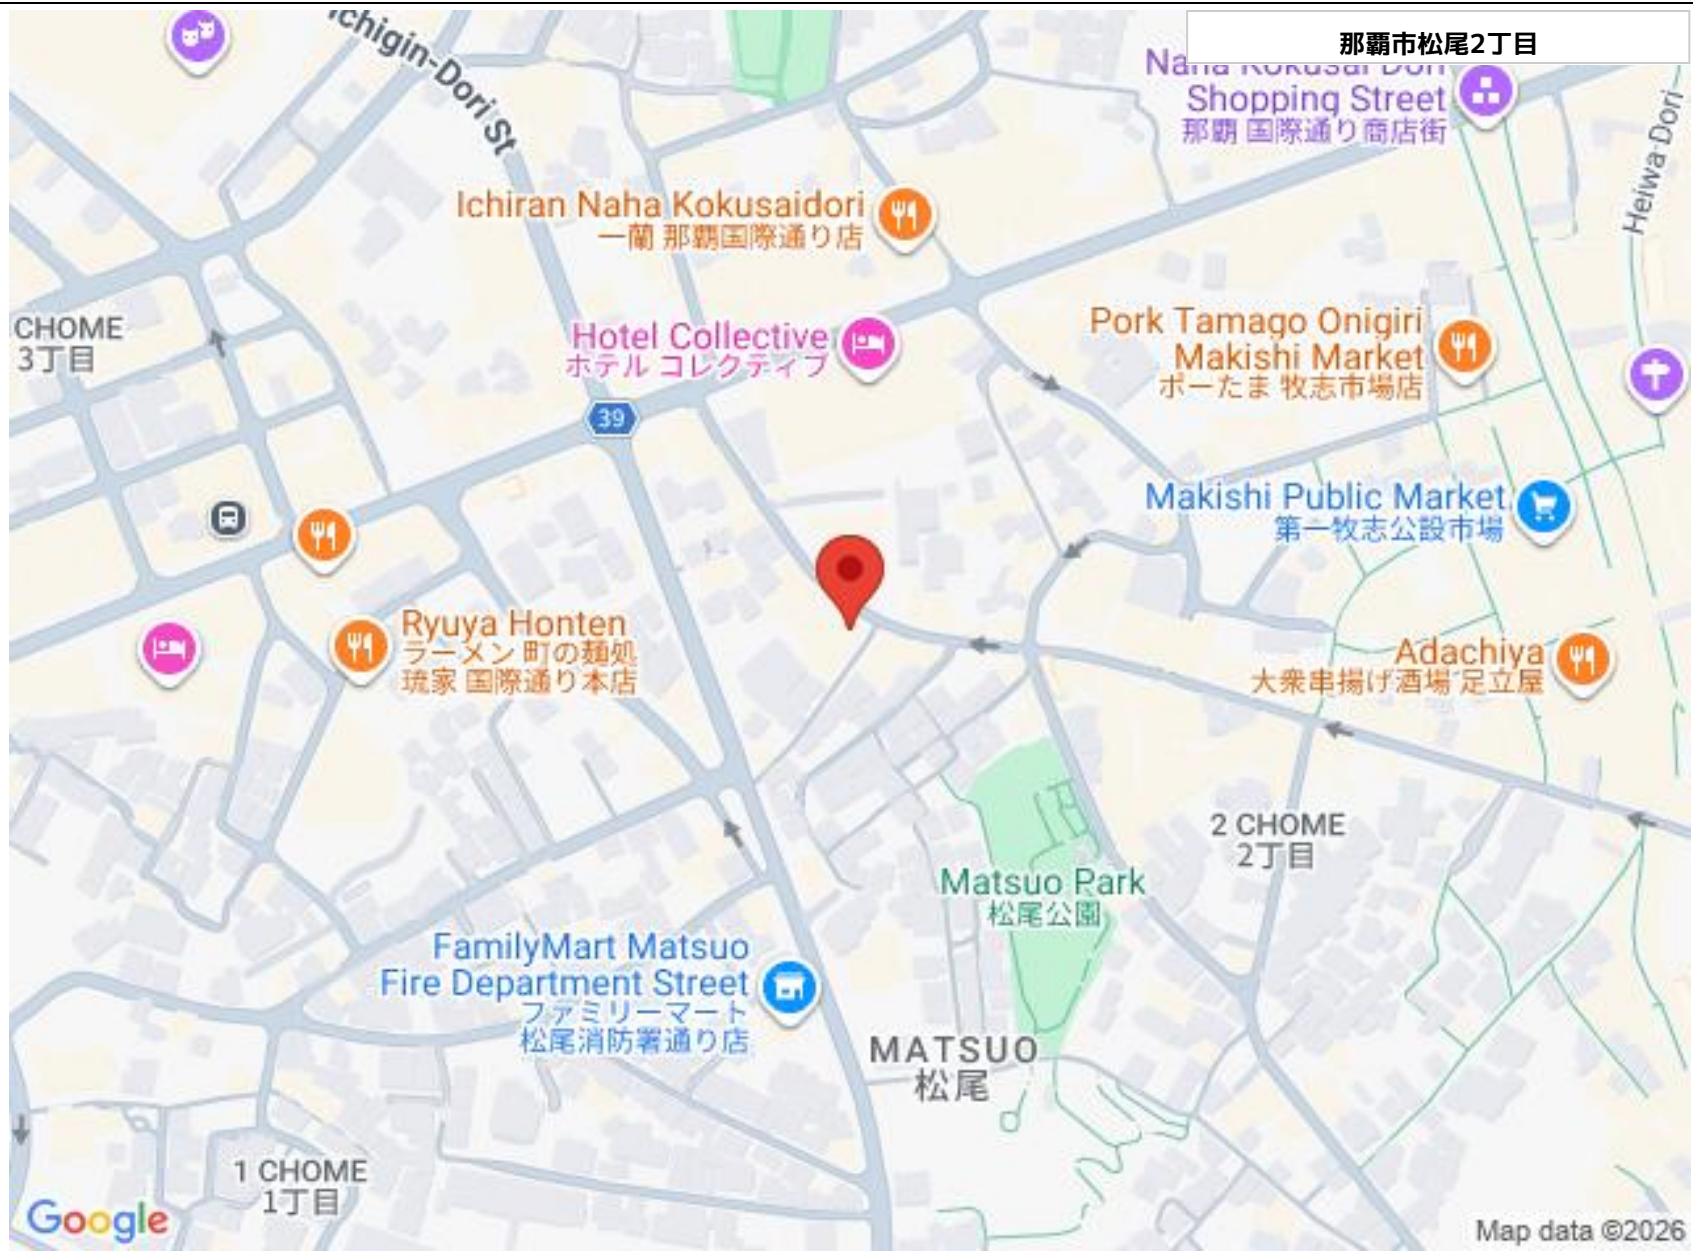 那覇市松尾2丁目
Ichigin-Dori St
Naha Kokusai Dori
Shopping Street
那覇 国際通り商店街
Heiwa-Dori
Ichiran Naha Kokusaidori
一蘭 那覇国際通り店
CHOME
3丁目
Hotel Collective
ホテル コレクティブ
Pork Tamago Onigiri
Makishi Market
ポーたま 牧志市場店
39
Makishi Public Market
第一牧志公設市場
Ryuya Honten
ラーメン 町の麺処
琉家 国際通り本店
Adachiya
大衆串揚げ酒場 足立屋
2 CHOME
2丁目
Matsuo Park
松尾公園
FamilyMart Matsuo
Fire Department Street
ファミリーマート
松尾消防署通り店
MATSUO
松尾
1 CHOME
1丁目
Google
Map data ©2026